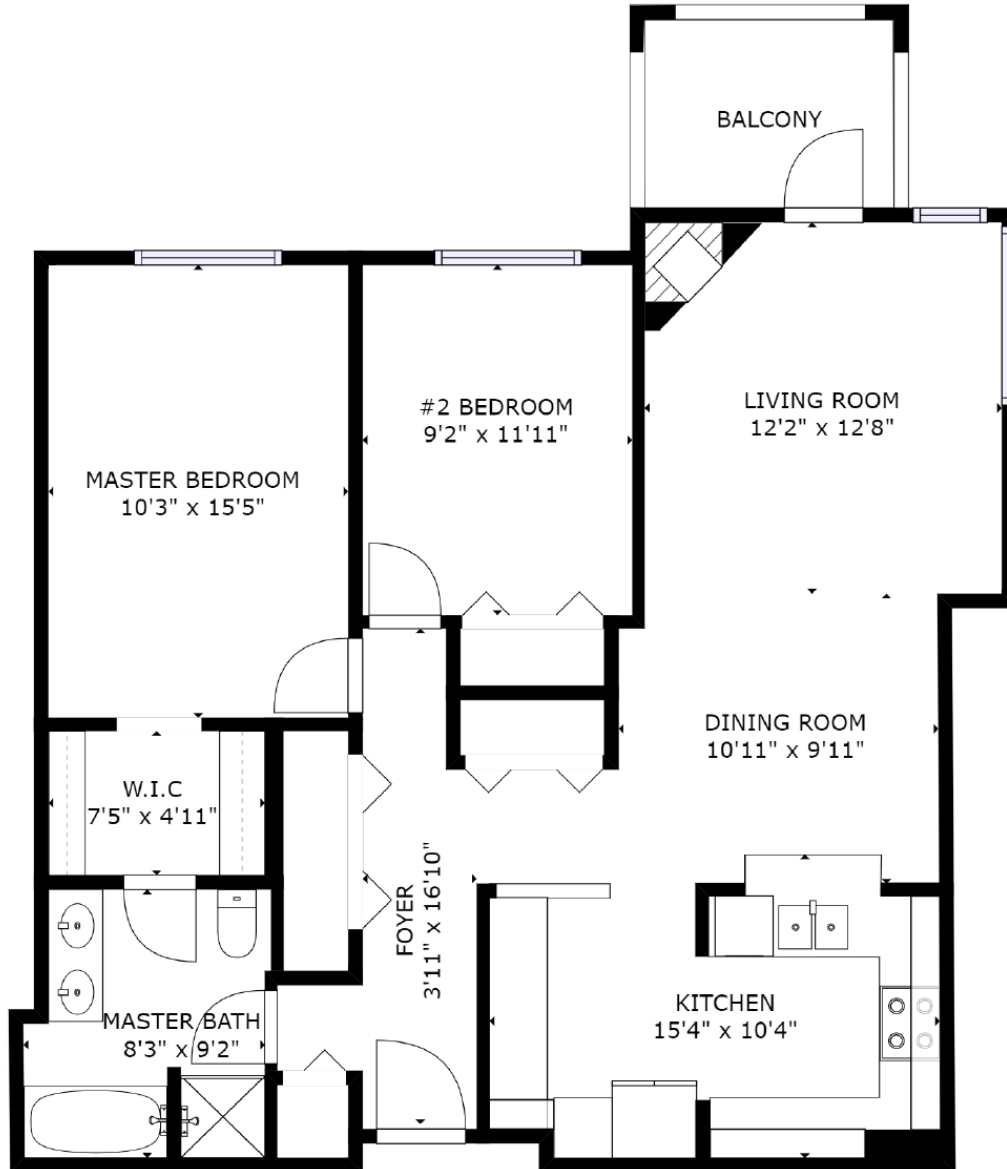 BALCONY
#2 BEDROOM
9'2" x 11'11"
LIVING ROOM
12'2" x 12'8"
MASTER BEDROOM
10'3" x 15'5"
DINING ROOM
10'11" x 9'11"
W.I.C
7'5" x 4'11"
FOYER
3'11" x 16'10"
KITCHEN
15'4" x 10'4"
MASTER BATH
8'3" x 9'2"